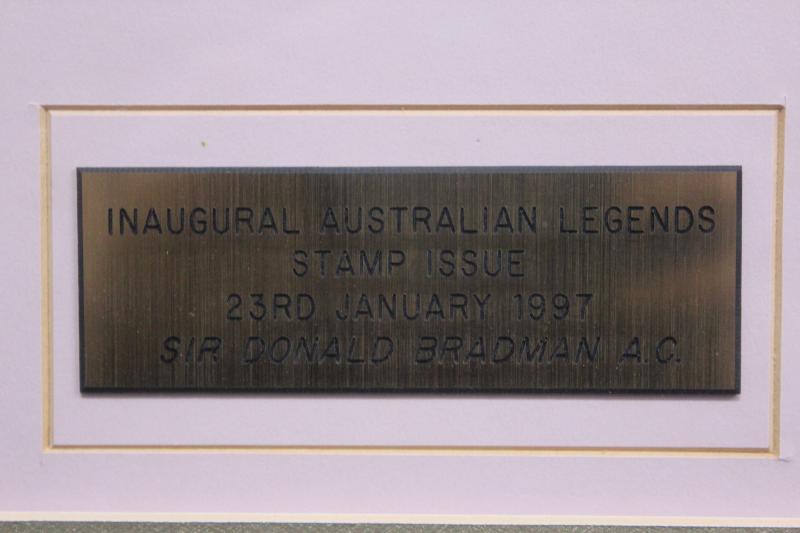 INAUGURAL AUSTRALIAN LEGENDS
STAMP ISSUE
23RD JANUARY 1997
SIR DONALD BRADMAN A.C.